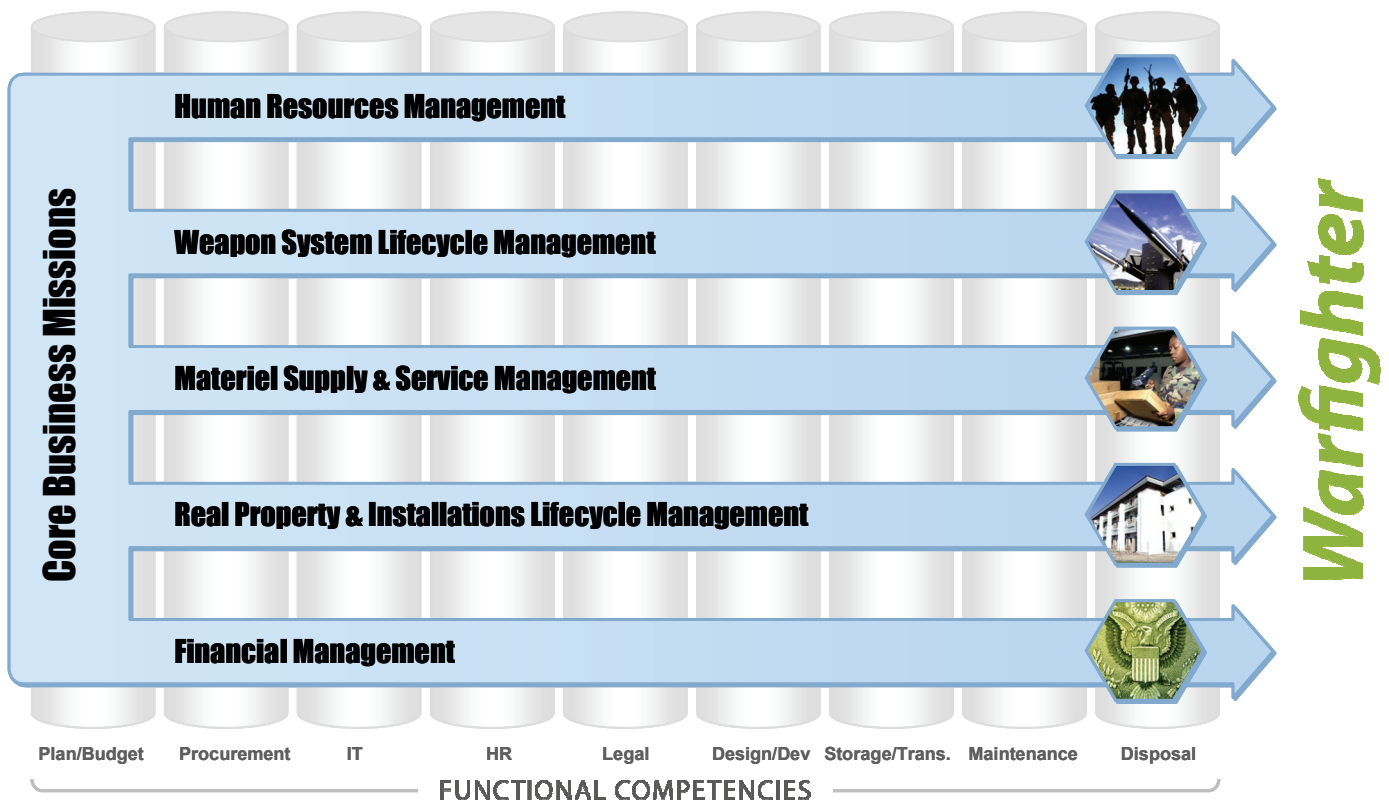 Core Business Missions
Human Resources Management
Weapon System Lifecycle Management
Materiel Supply & Service Management
Real Property & Installations Lifecycle Management
Financial Management
Warfighter
Plan/Budget Procurement IT HR Legal Design/Dev Storage/Trans. Maintenance Disposal
FUNCTIONAL COMPETENCIES